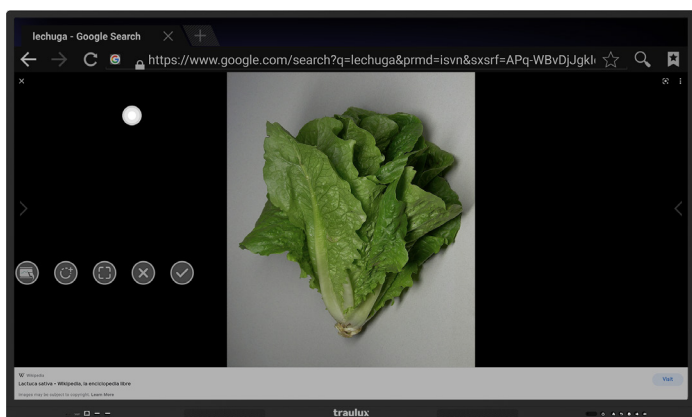 lechuga - Google Search
https://www.google.com/search?q=lechuga&prmd=isvn&sxsrf=APq-WBvDjJgkl
W Wikipedia
Lactuca sativa - Wikipedia, la enciclopedia libre
Visit
Images may be subject to copyright. Learn More
traulux